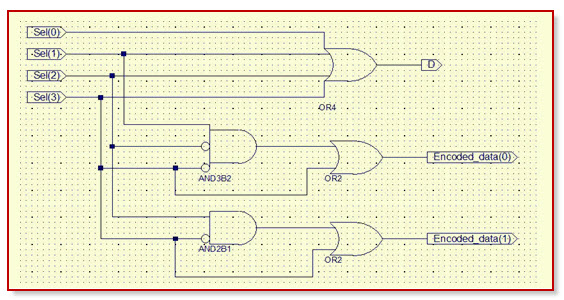 Sel(0)
Sel(1)
Sel(2)
Sel(3)
D
OR4
AND3B2
OR2
Encoded_data(0)
AND2B1
OR2
Encoded_data(1)